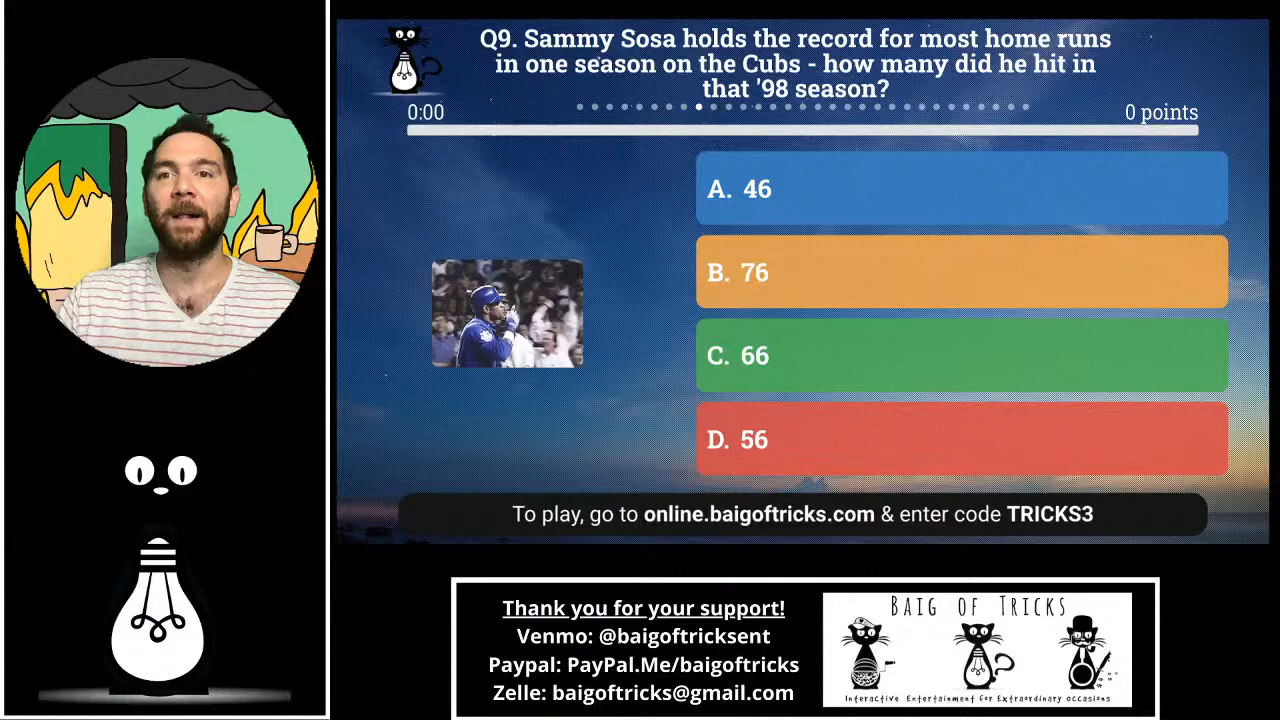 Q9. Sammy Sosa holds the record for most home runs
in one season on the Cubs - how many did he hit in
that '98 season?
0:00
0 points
A. 46
B. 76
C. 66
D. 56
To play, go to online.baigoftricks.com & enter code TRICKS3
Thank you for your support!
Venmo: @baigoftricksent
Paypal: PayPal.Me/baigoftricks
Zelle: baigoftricks@gmail.com
BAIG OF TRICKS
Interactive Entertainment for Extraordinary occasions